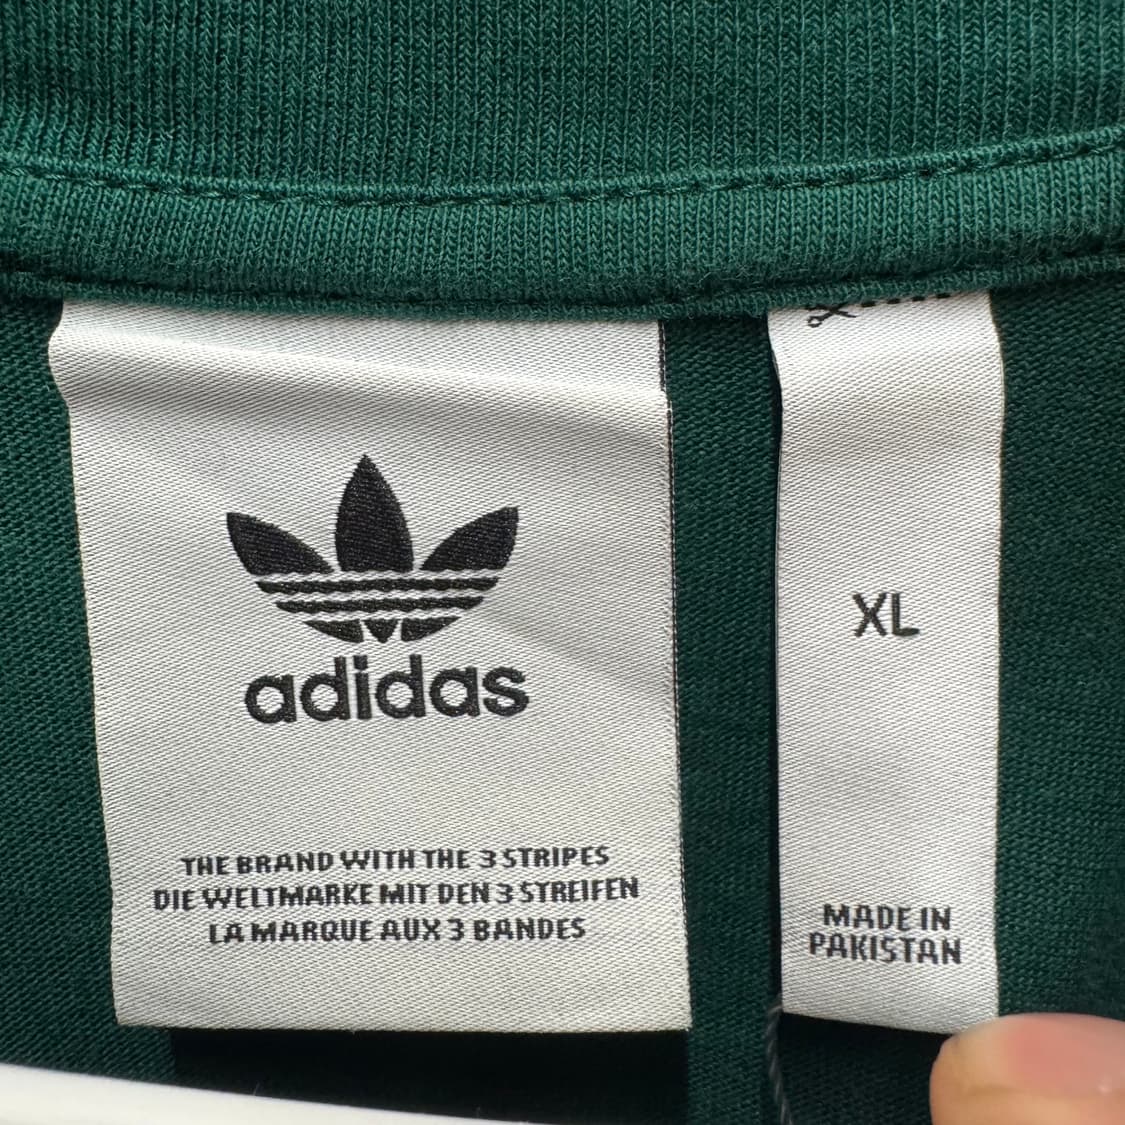 adidas
THE BRAND WITH THE 3 STRIPES
DIE WELTMARKE MIT DEN 3 STREIFEN
LA MARQUE AUX 3 BANDES
XL
MADE IN
PAKISTAN